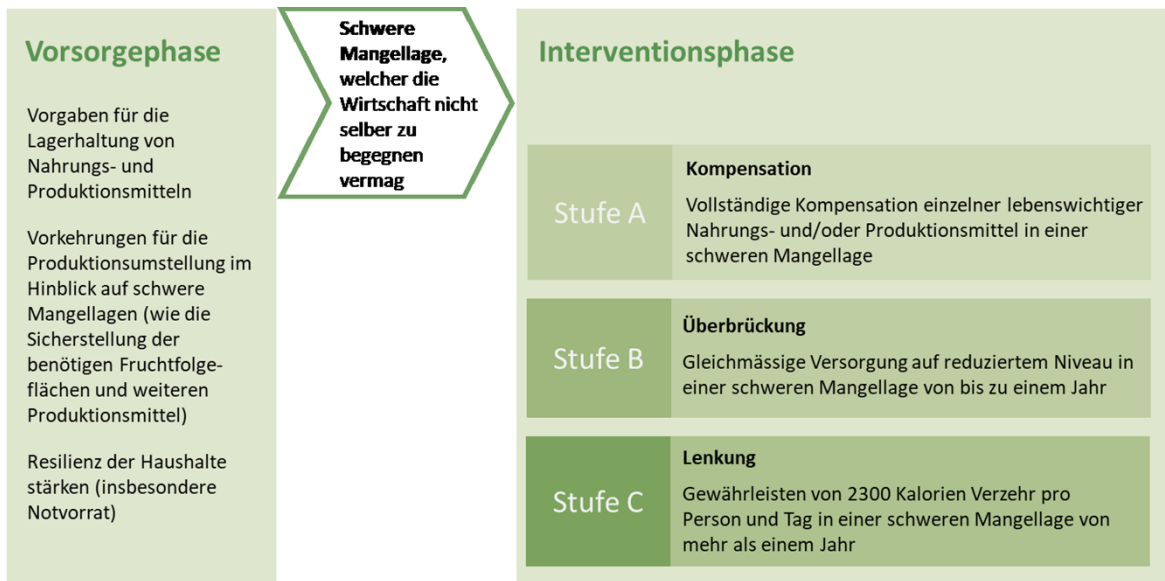 Vorsorgephase
Vorgaben für die
Lagerhaltung von
Nahrungs- und
Produktionsmitteln
Vorkehrungen für die
Produktionsumstellung im
Hinblick auf schwere
Mangellagen (wie die
Sicherstellung der
benötigen Fruchtfolge-
flächen und weiteren
Produktionsmittel)
Resilienz der Haushalte
stärken (insbesondere
Notvorrat)
Schwere
Mangellage,
welcher die
Wirtschaft nicht
selber zu
begegnen
vermag
Interventionsphase
Stufe A
Kompensation
Vollständige Kompensation einzelner lebenswichtiger
Nahrungs- und/oder Produktionsmittel in einer
schweren Mangellage
Stufe B
Überbrückung
Gleichmässige Versorgung auf reduziertem Niveau in
einer schweren Mangellage von bis zu einem Jahr
Stufe C
Lenkung
Gewährleisten von 2300 Kalorien Verzehr pro
Person und Tag in einer schweren Mangellage von
mehr als einem Jahr